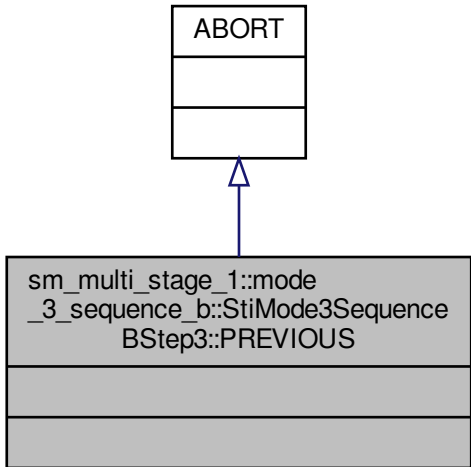 ABORT
sm_multi_stage_1::mode
_3_sequence_b::StiMode3Sequence
BStep3::PREVIOUS